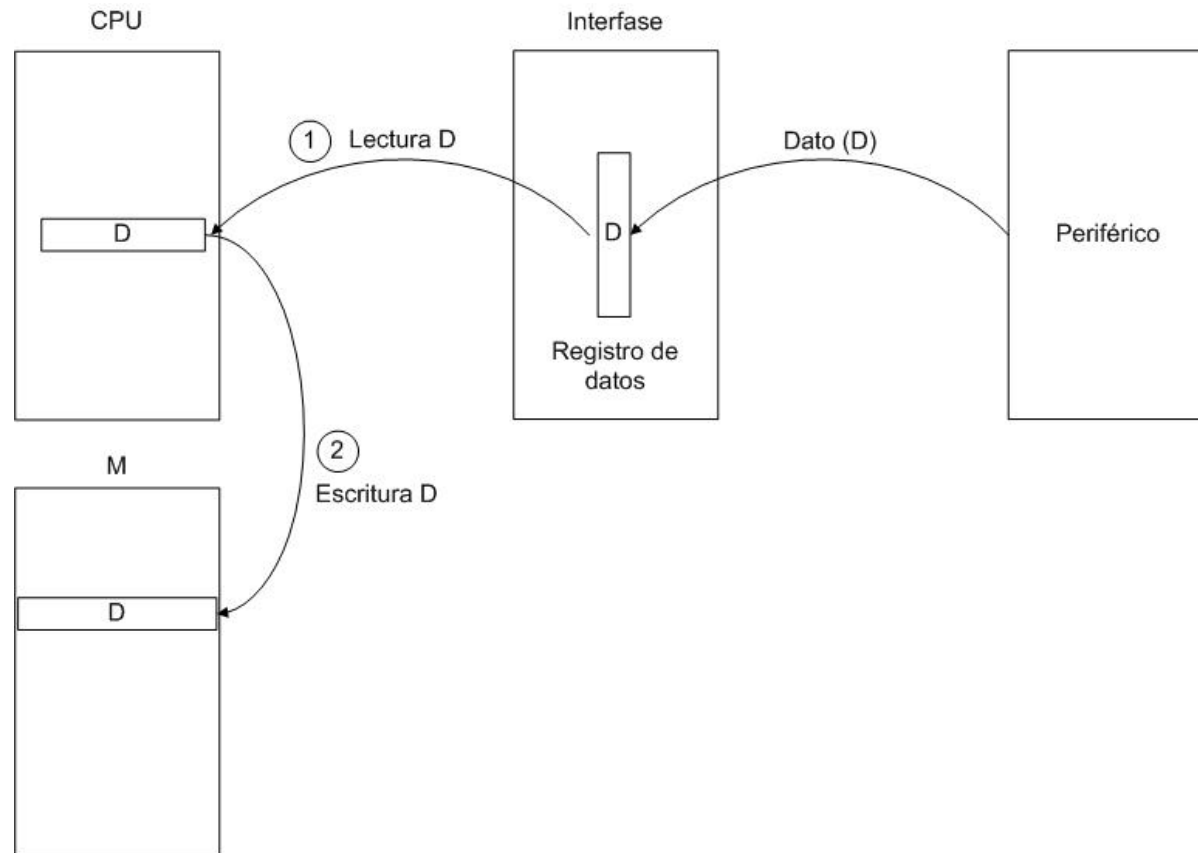 CPU
Interfase
1
Lectura D
Dato (D)
D
D
Periférico
Registro de
datos
2
Escritura D
M
D